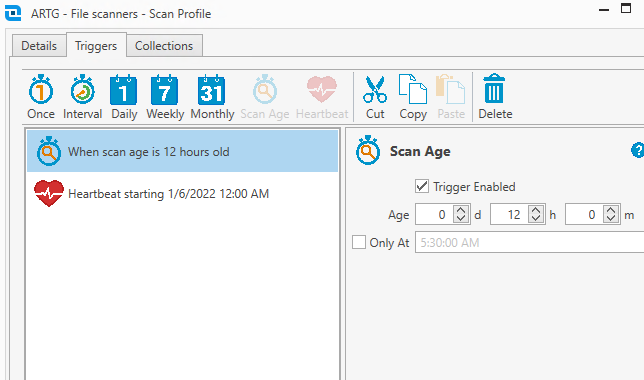 ARTG - File scanners - Scan Profile
Details Triggers Collections
1 7 31
Once Interval Daily Weekly Monthly Scan Age Heartbeat Cut Copy Paste Delete
When scan age is 12 hours old
Heartbeat starting 1/6/2022 12:00 AM
Scan Age ?
Trigger Enabled
Age 0 d 12 h 0 m
Only At 5:30:00 AM